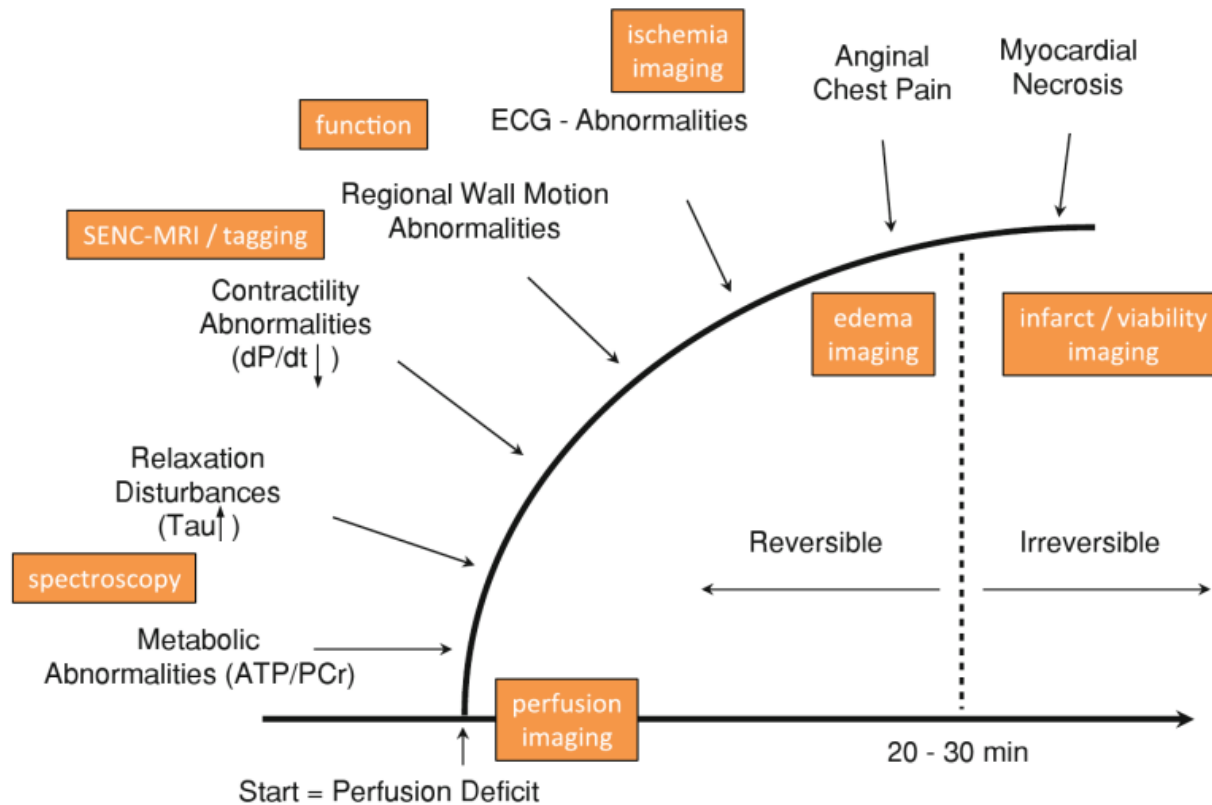 ischemia
imaging
Anginal
Chest Pain
Myocardial
Necrosis
function
ECG - Abnormalities
Regional Wall Motion
Abnormalities
SENC-MRI / tagging
Contractility
Abnormalities
(dP/dt ↓ )
edema
imaging
infarct / viability
imaging
Relaxation
Disturbances
(Tau↑ )
Reversible
Irreversible
spectroscopy
Metabolic
Abnormalities (ATP/PCr)
perfusion
imaging
20 - 30 min
Start = Perfusion Deficit